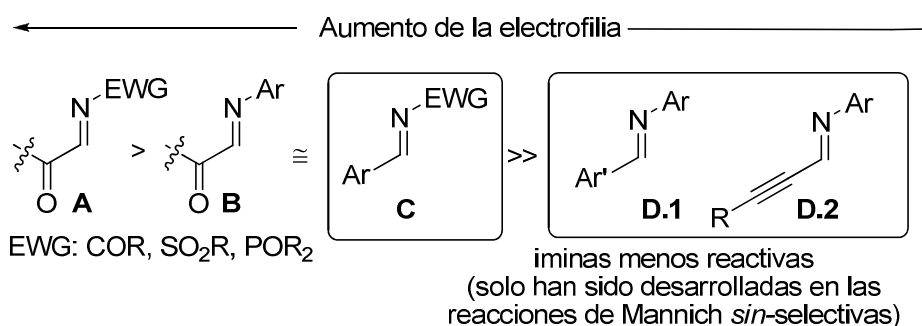 Aumento de la electrofilia
N EWG > N Ar ≅ N EWG >> N Ar N Ar
O A O B Ar C Ar' D.1 R D.2
EWG: COR, SO2R, POR2
iminas menos reactivas
(solo han sido desarrolladas en las
reacciones de Mannich sin-selectivas)